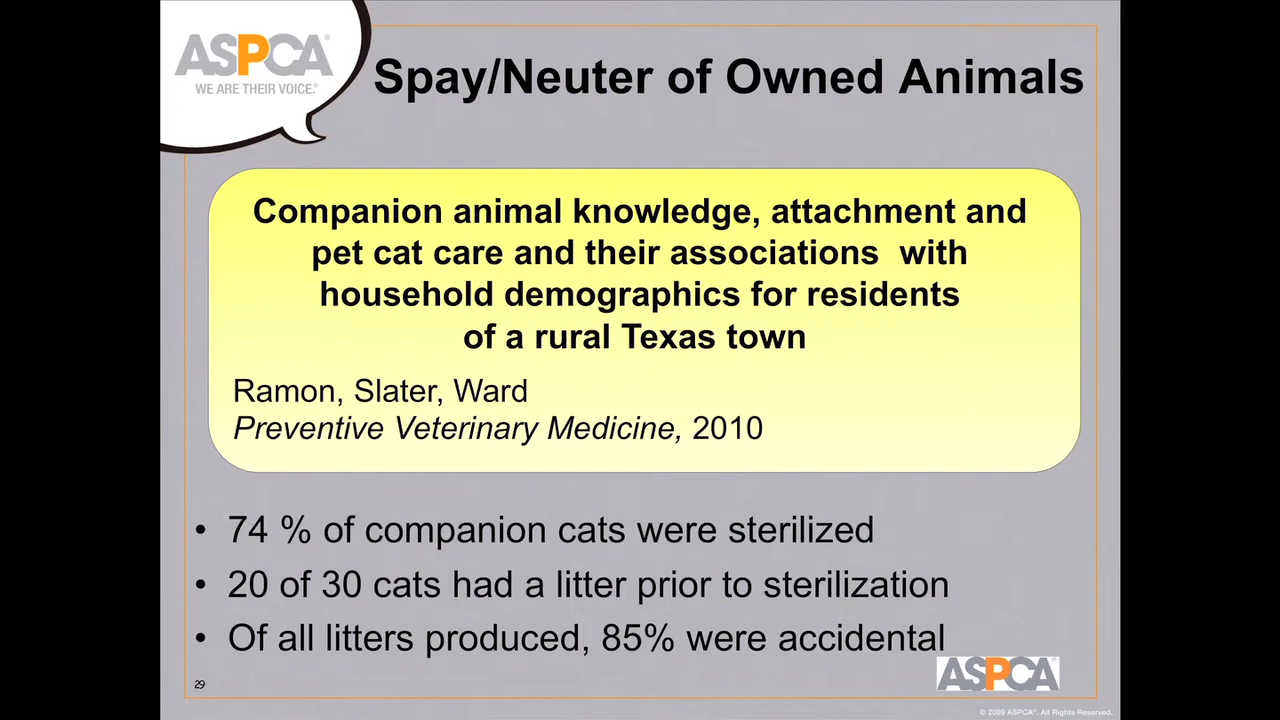 ASPCA®
WE ARE THEIR VOICE.®
Spay/Neuter of Owned Animals
Companion animal knowledge, attachment and
pet cat care and their associations  with
household demographics for residents
of a rural Texas town
Ramon, Slater, Ward
Preventive Veterinary Medicine, 2010
• 74 % of companion cats were sterilized
• 20 of 30 cats had a litter prior to sterilization
• Of all litters produced, 85% were accidental
29
ASPCA®
© 2009 ASPCA®. All Rights Reserved.